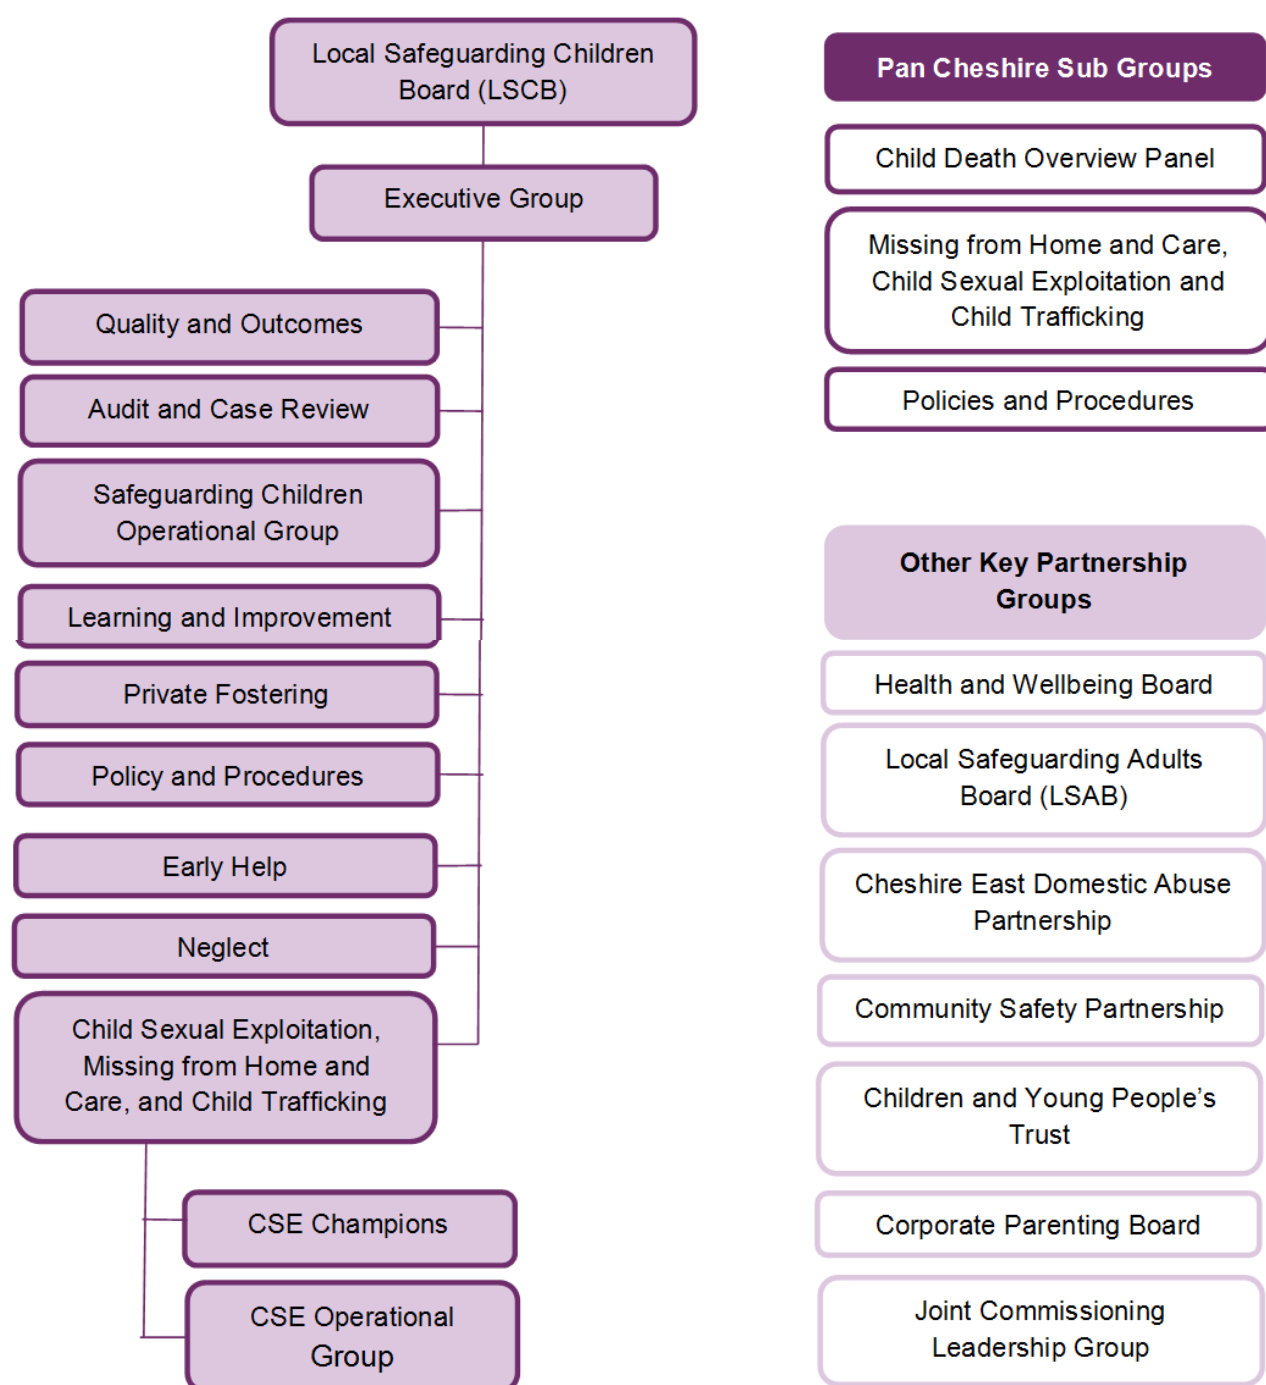 Local Safeguarding Children
Board (LSCB)
Executive Group
Quality and Outcomes
Audit and Case Review
Safeguarding Children
Operational Group
Learning and Improvement
Private Fostering
Policy and Procedures
Early Help
Neglect
Child Sexual Exploitation,
Missing from Home and
Care, and Child Trafficking
CSE Champions
CSE Operational
Group
Pan Cheshire Sub Groups
Child Death Overview Panel
Missing from Home and Care,
Child Sexual Exploitation and
Child Trafficking
Policies and Procedures
Other Key Partnership
Groups
Health and Wellbeing Board
Local Safeguarding Adults
Board (LSAB)
Cheshire East Domestic Abuse
Partnership
Community Safety Partnership
Children and Young People’s
Trust
Corporate Parenting Board
Joint Commissioning
Leadership Group